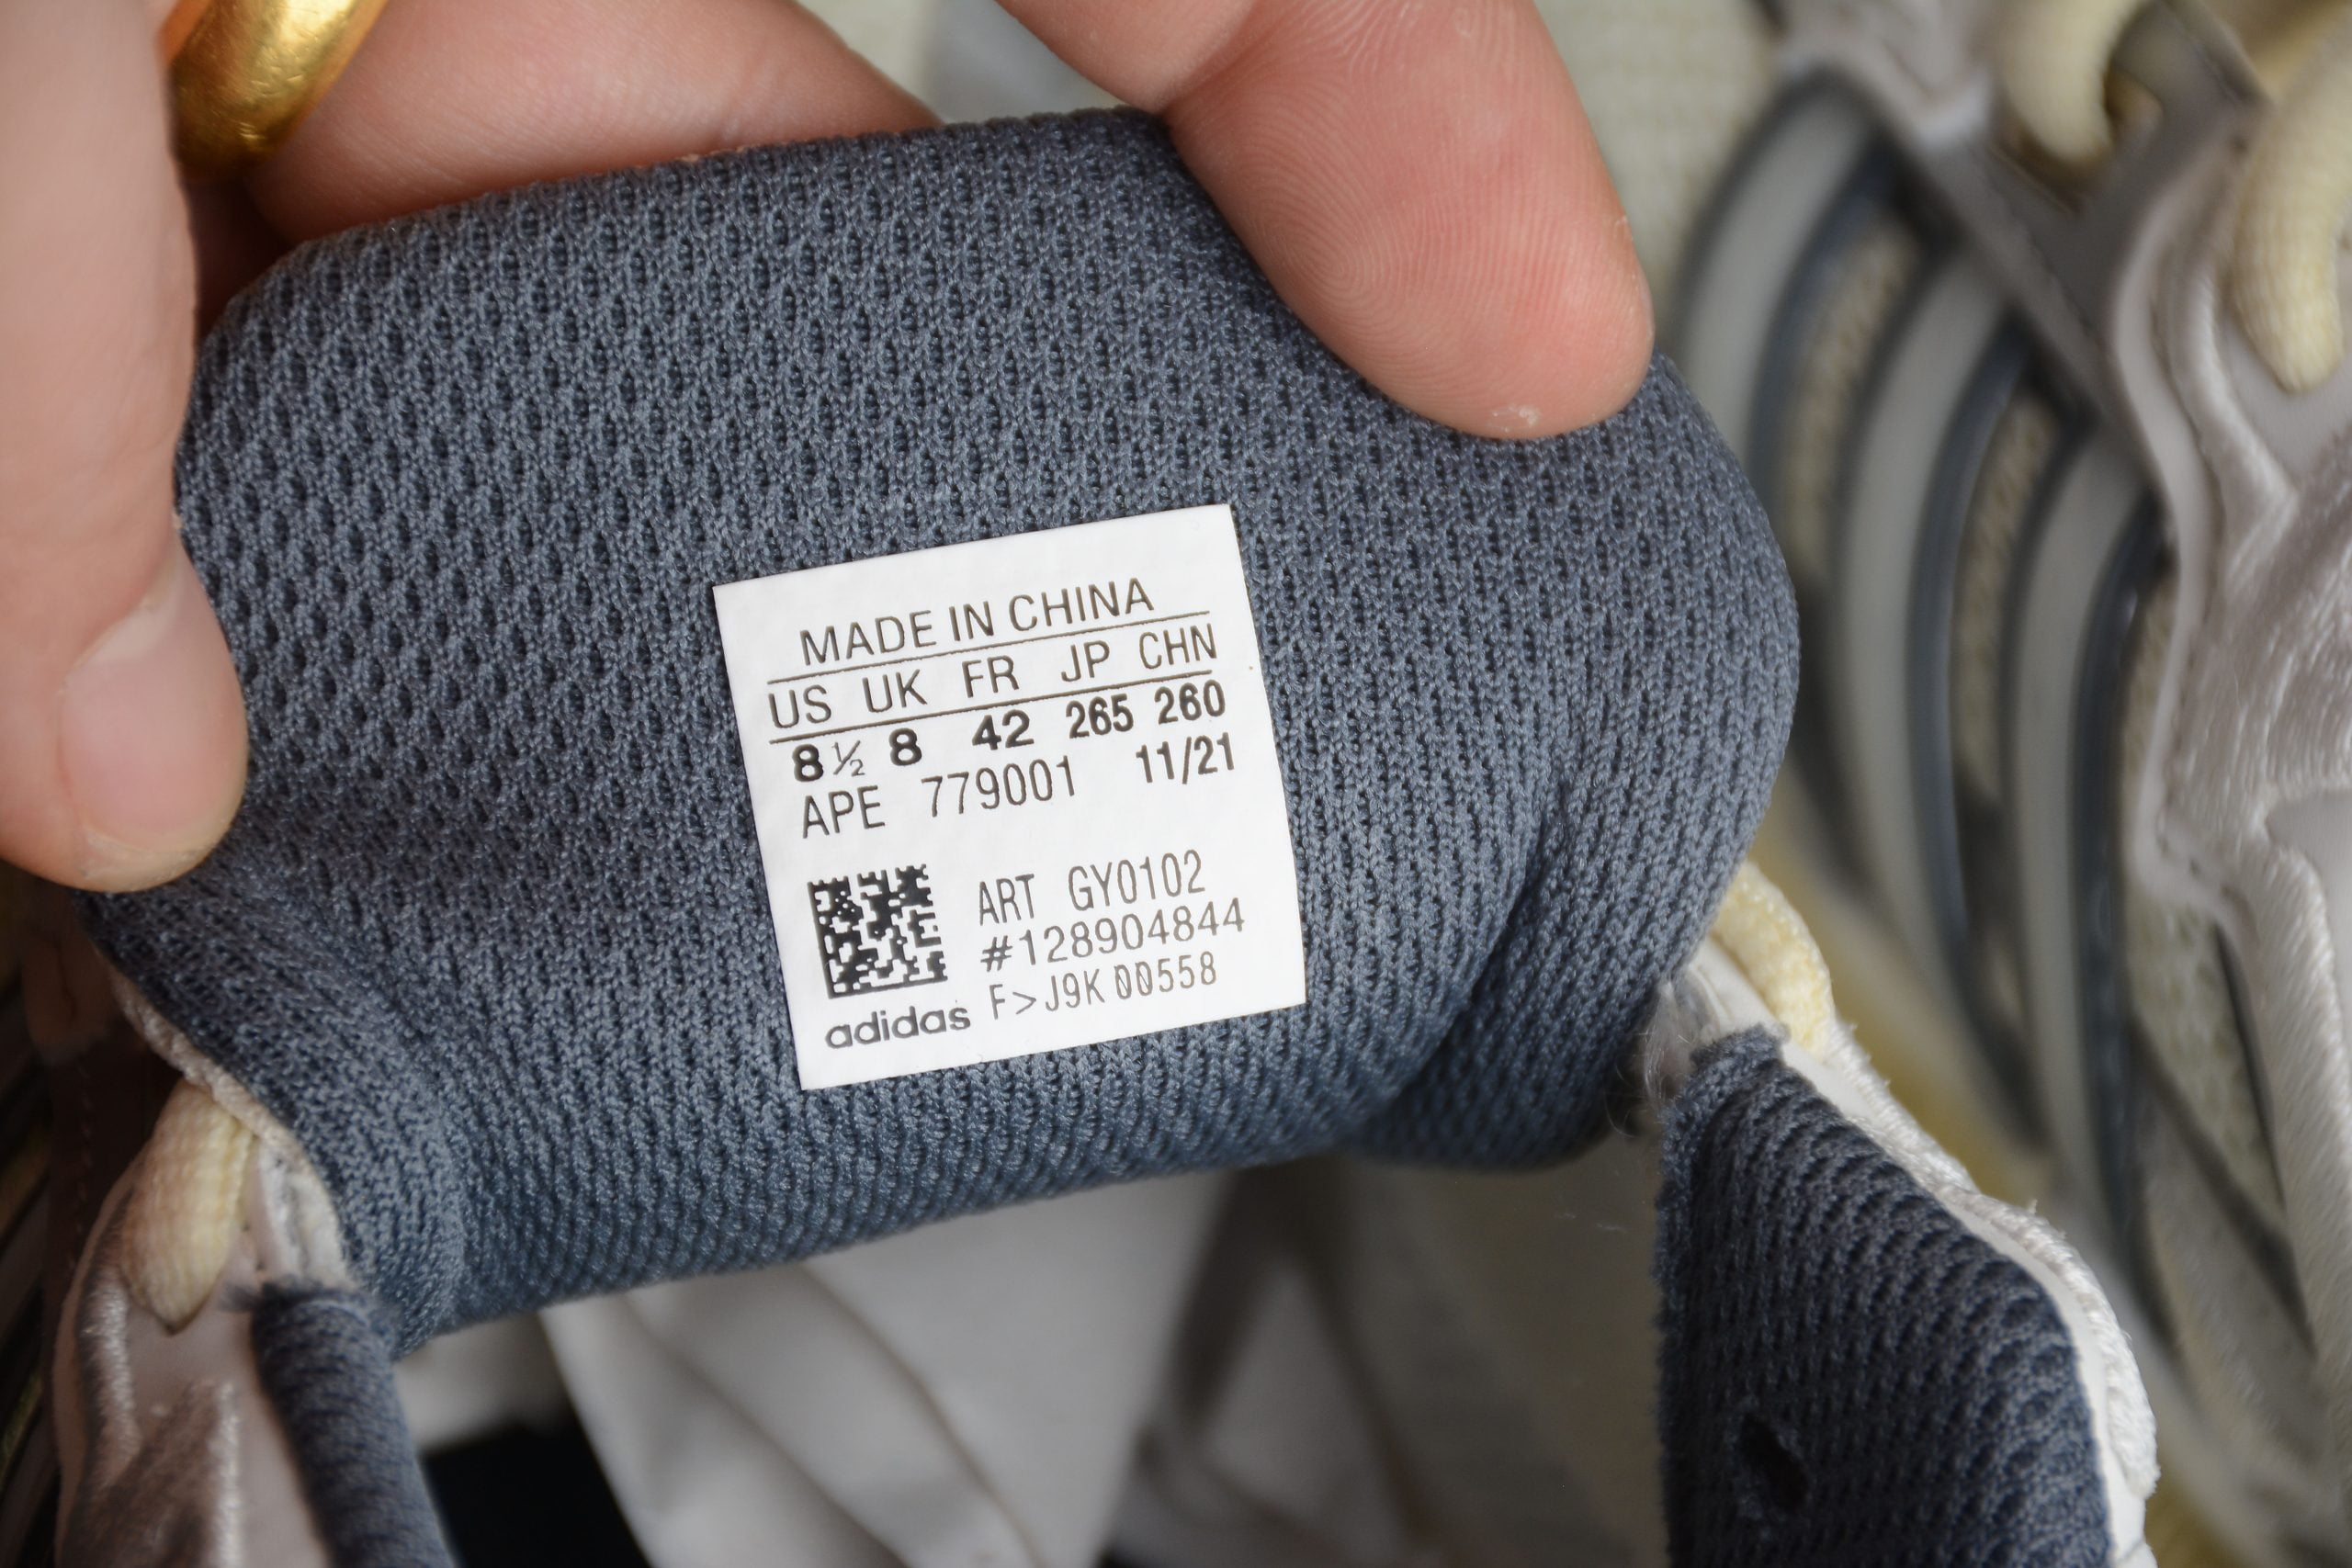 MADE IN CHINA
US UK FR JP CHN
8½ 8 42 265 260
APE 779001 11/21
ART GY0102
#128904844
adidas F>J9K 00558